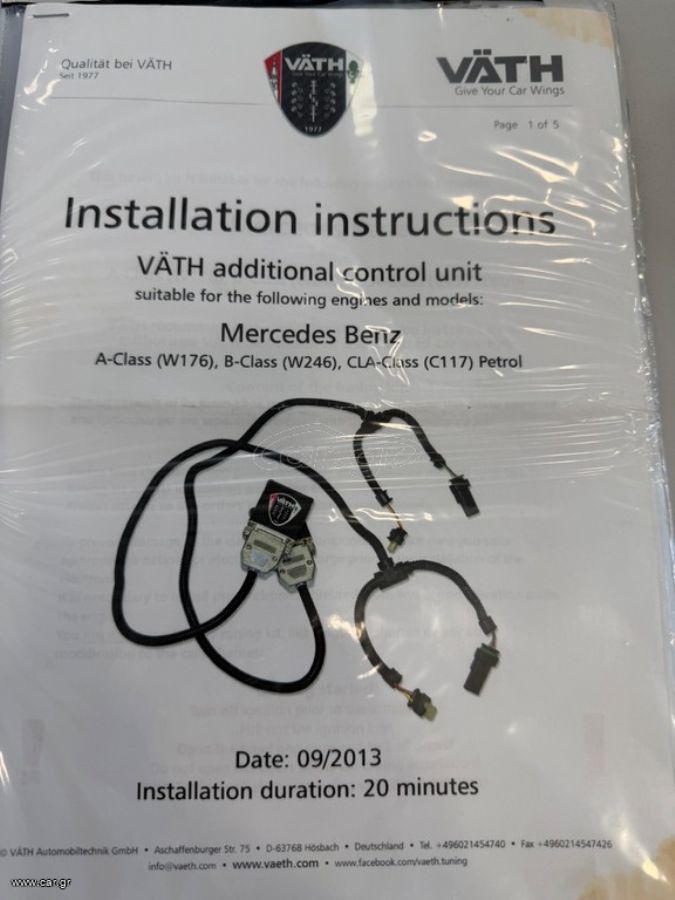 Qualität bei VÄTH
Seit 1977
VÄTH
Give Your Car Wings
1977
VÄTH
Give Your Car Wings
Page 1 of 5
Installation instructions
VÄTH additional control unit
suitable for the following engines and models:
Mercedes Benz
A-Class (W176), B-Class (W246), CLA-Class (C117) Petrol
VÄTH
Date: 09/2013
Installation duration: 20 minutes
© VÄTH Automobiltechnik GmbH • Aschaffenburger Str. 75 • D-63768 Hösbach • Deutschland • Tel. +496021454740 • Fax +4960214547426
info@vaeth.com • www.vaeth.com • www.facebook.com/vaeth.tuning
www.car.gr